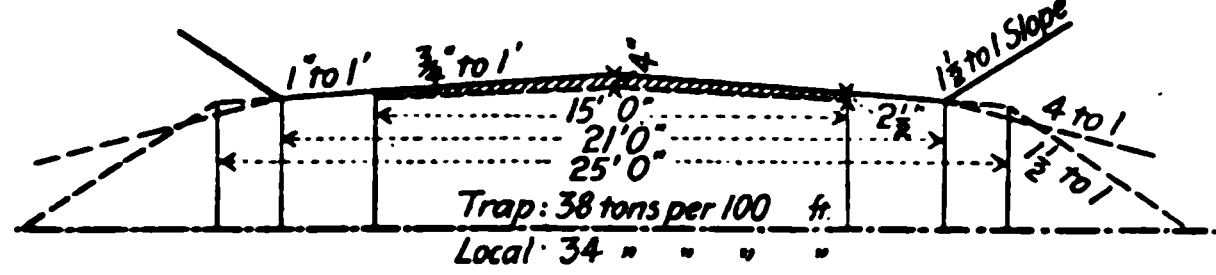 1" to 1'
3/4" to 1'
4"
1 1/2 to 1 Slope
15' 0"
2 1/2"
21' 0"
4 to 1
25' 0"
1 1/2 to 1
Trap: 38 tons per 100 ft.
Local· 34 " " " "